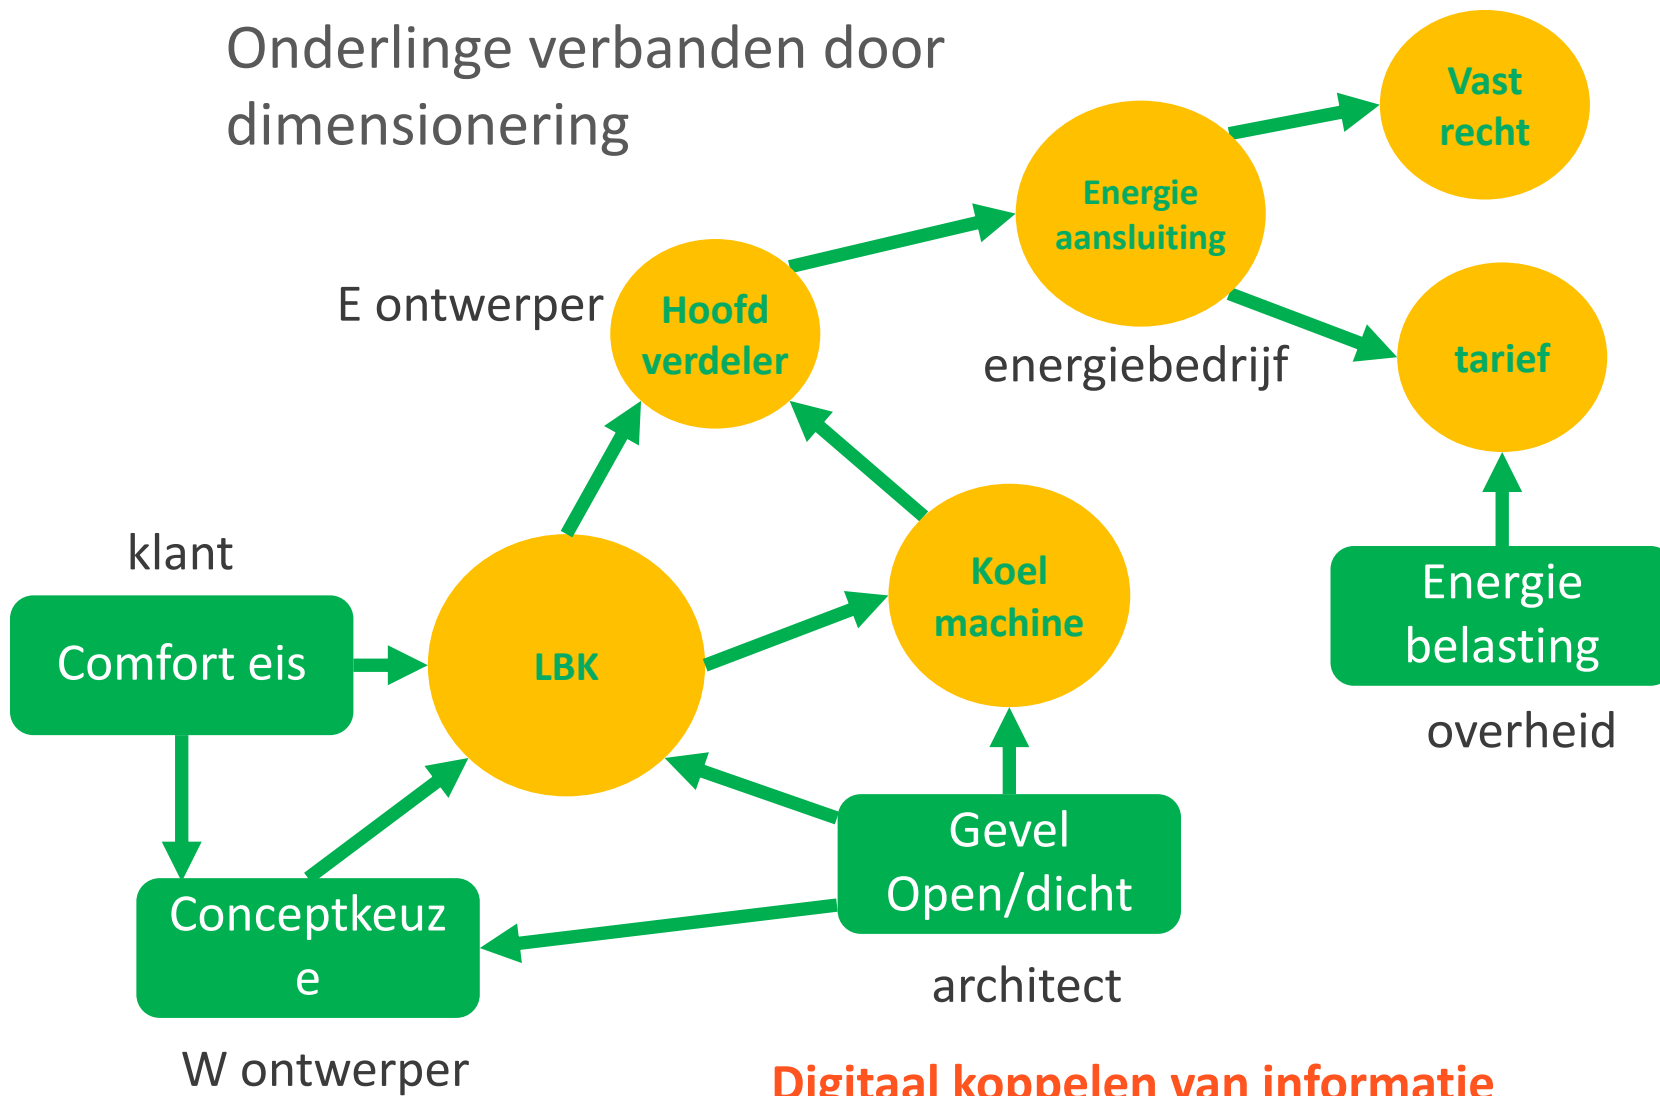 Onderlinge verbanden door
dimensionering
Vast
recht
Energie
aansluiting
E ontwerper
Hoofd
verdeler
energiebedrijf
tarief
klant
Koel
machine
Energie
belasting
Comfort eis
LBK
overheid
Gevel
Open/dicht
Conceptkeuz
e
architect
W ontwerper
Digitaal koppelen van informatie